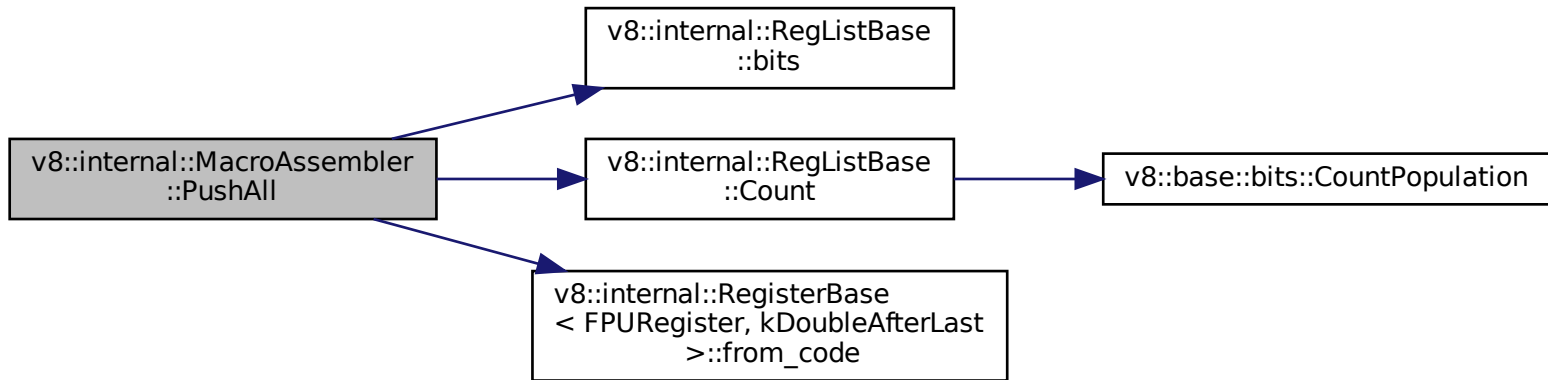 v8::internal::RegListBase
::bits
v8::internal::MacroAssembler
::PushAll
v8::internal::RegListBase
::Count
v8::base::bits::CountPopulation
v8::internal::RegisterBase
< FPURegister, kDoubleAfterLast
>::from_code